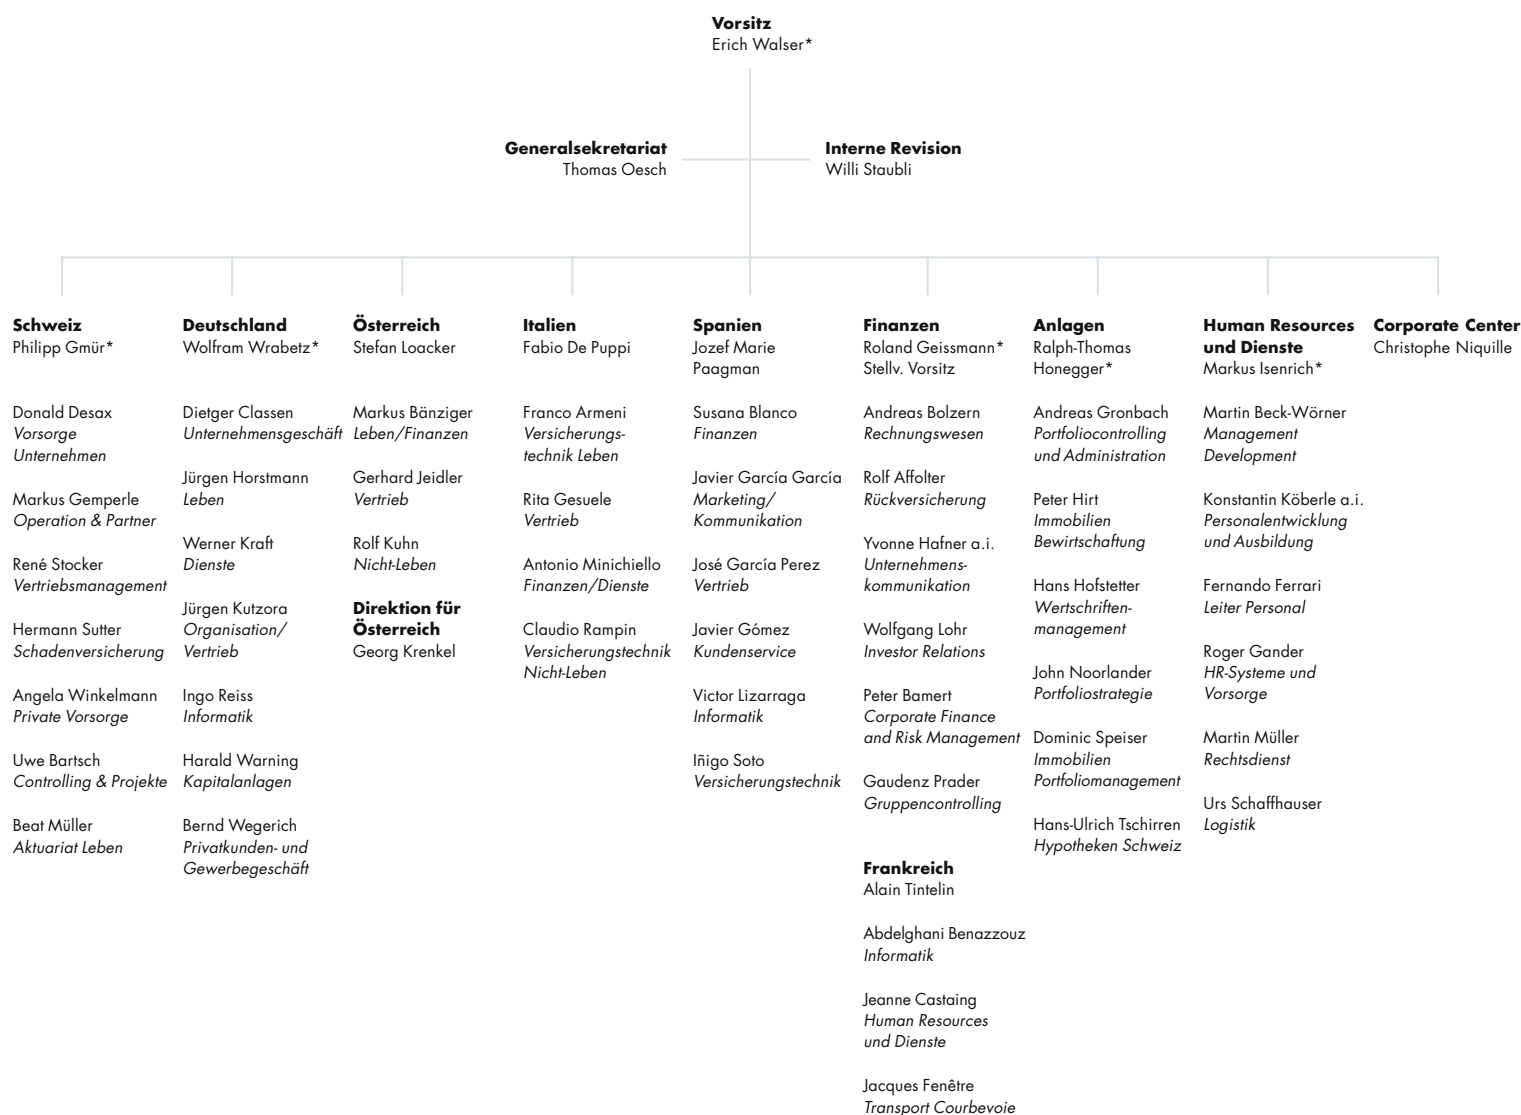 Vorsitz
Erich Walser*
Generalsekretariat
Thomas Oesch
Interne Revision
Willi Staubli
Schweiz
Philipp Gmür*
Donald Desax
Vorsorge
Unternehmen
Markus Gemperle
Operation & Partner
René Stocker
Vertriebsmanagement
Hermann Sutter
Schadenversicherung
Angela Winkelmann
Private Vorsorge
Uwe Bartsch
Controlling & Projekte
Beat Müller
Aktuariat Leben
Deutschland
Wolfram Wrabetz*
Dietger Classen
Unternehmensgeschäft
Jürgen Horstmann
Leben
Werner Kraft
Dienste
Jürgen Kutzora
Organisation/
Vertrieb
Ingo Reiss
Informatik
Harald Warning
Kapitalanlagen
Bernd Wegerich
Privatkunden- und
Gewerbegeschäft
Österreich
Stefan Loacker
Markus Bänziger
Leben/Finanzen
Gerhard Jeidler
Vertrieb
Rolf Kuhn
Nicht-Leben
Direktion für
Österreich
Georg Krenkel
Italien
Fabio De Puppi
Franco Armeni
Versicherungs-
technik Leben
Rita Gesuele
Vertrieb
Antonio Minichiello
Finanzen/Dienste
Claudio Rampin
Versicherungstechnik
Nicht-Leben
Spanien
Jozef Marie
Paagman
Susana Blanco
Finanzen
Javier García García
Marketing/
Kommunikation
José García Perez
Vertrieb
Javier Gómez
Kundenservice
Victor Lizarraga
Informatik
Iñigo Soto
Versicherungstechnik
Finanzen
Roland Geissmann*
Stellv. Vorsitz
Andreas Bolzern
Rechnungswesen
Rolf Affolter
Rückversicherung
Yvonne Hafner a.i.
Unternehmens-
kommunikation
Wolfgang Lohr
Investor Relations
Peter Bamert
Corporate Finance
and Risk Management
Gaudenz Prader
Gruppencontrolling
Frankreich
Alain Tintelin
Abdelghani Benazzouz
Informatik
Jeanne Castaing
Human Resources
und Dienste
Jacques Fenêtre
Transport Courbevoie
Anlagen
Ralph-Thomas
Honegger*
Andreas Gronbach
Portfoliocontrolling
und Administration
Peter Hirt
Immobilien
Bewirtschaftung
Hans Hofstetter
Wertschriften-
management
John Noorlander
Portfoliostrategie
Dominic Speiser
Immobilien
Portfoliomanagement
Hans-Ulrich Tschirren
Hypotheken Schweiz
Human Resources
und Dienste
Markus Isenrich*
Martin Beck-Wörner
Management
Development
Konstantin Köberle a.i.
Personalentwicklung
und Ausbildung
Fernando Ferrari
Leiter Personal
Roger Gander
HR-Systeme und
Vorsorge
Martin Müller
Rechtsdienst
Urs Schaffhauser
Logistik
Corporate Center
Christophe Niquille